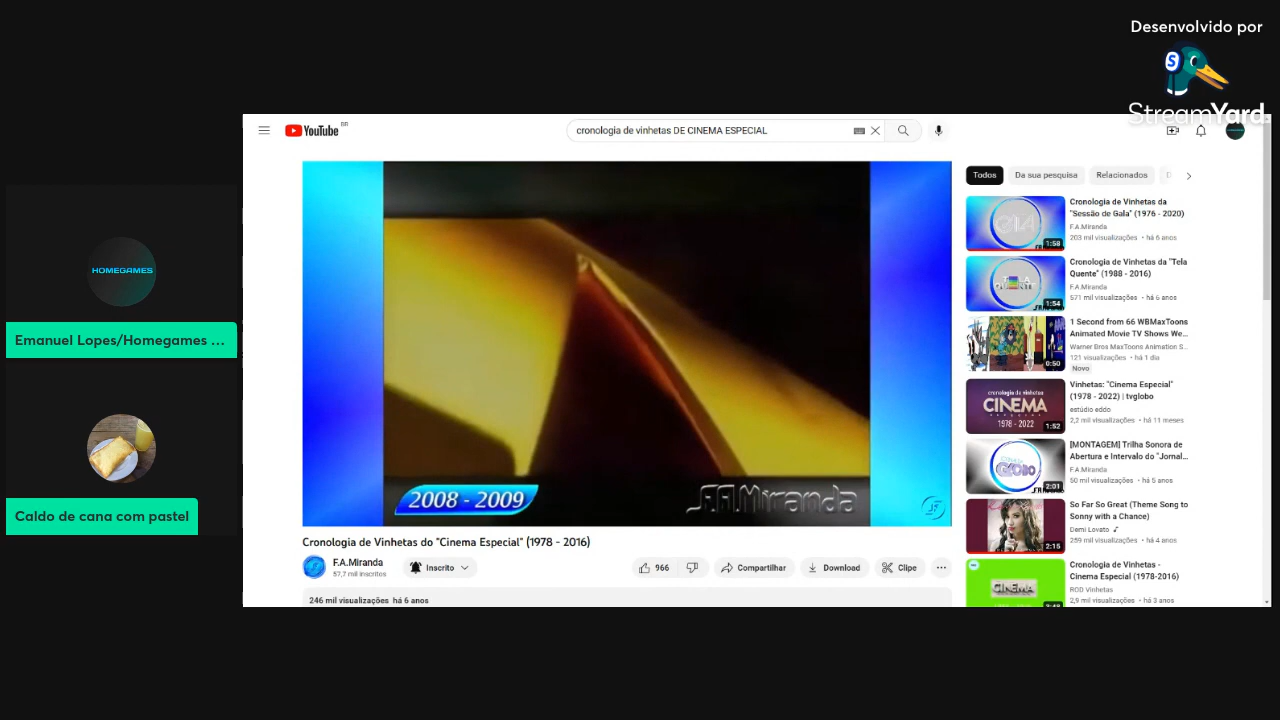 Desenvolvido por
StreamYard
YouTube BR
cronologia de vinhetas DE CINEMA ESPECIAL
Todos
Da sua pesquisa
Relacionados
HOMEGAMES
Emanuel Lopes/Homegames ...
Caldo de cana com pastel
2008 - 2009
F.A.Miranda
Cronologia de Vinhetas do "Cinema Especial" (1978 - 2016)
F.A.Miranda
57,7 mil inscritos
Inscrito
966
Compartilhar
Download
Clipe
246 mil visualizações há 6 anos
Cronologia de Vinhetas da
"Sessão de Gala" (1976 - 2020)
F.A.Miranda
203 mil visualizações • há 6 anos
1:58
Cronologia de Vinhetas da "Tela
Quente" (1988 - 2016)
F.A.Miranda
571 mil visualizações • há 6 anos
TELA
QUENTE
1:54
1 Second from 66 WBMaxToons
Animated Movie TV Shows We...
Warner Bros MaxToons Animation S...
121 visualizações • há 1 dia
Novo
0:50
Vinhetas: "Cinema Especial"
(1978 - 2022) | tvglobo
estúdio eddo
2,2 mil visualizações • há 11 meses
cronologia de vinhetas
CINEMA
1978 - 2022
1:52
[MONTAGEM] Trilha Sonora de
Abertura e Intervalo do "Jornal...
F.A.Miranda
50 mil visualizações • há 5 anos
GLOBO
2:01
So Far So Great (Theme Song to
Sonny with a Chance)
Demi Lovato
289 mil visualizações • há 4 anos
2:15
Cronologia de Vinhetas -
Cinema Especial (1978-2016)
ROD Vinhetas
2,9 mil visualizações • há 3 anos
CINEMA